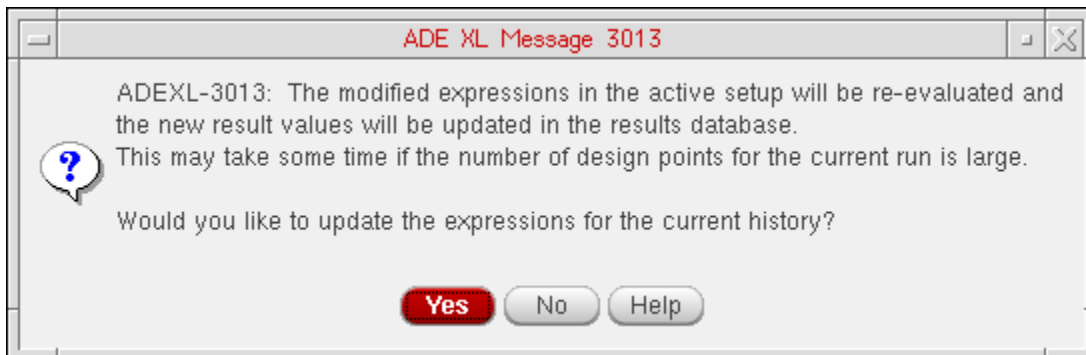 ADE XL Message 3013
ADEXL-3013: The modified expressions in the active setup will be re-evaluated and
the new result values will be updated in the results database.
This may take some time if the number of design points for the current run is large.
Would you like to update the expressions for the current history?
Yes No Help